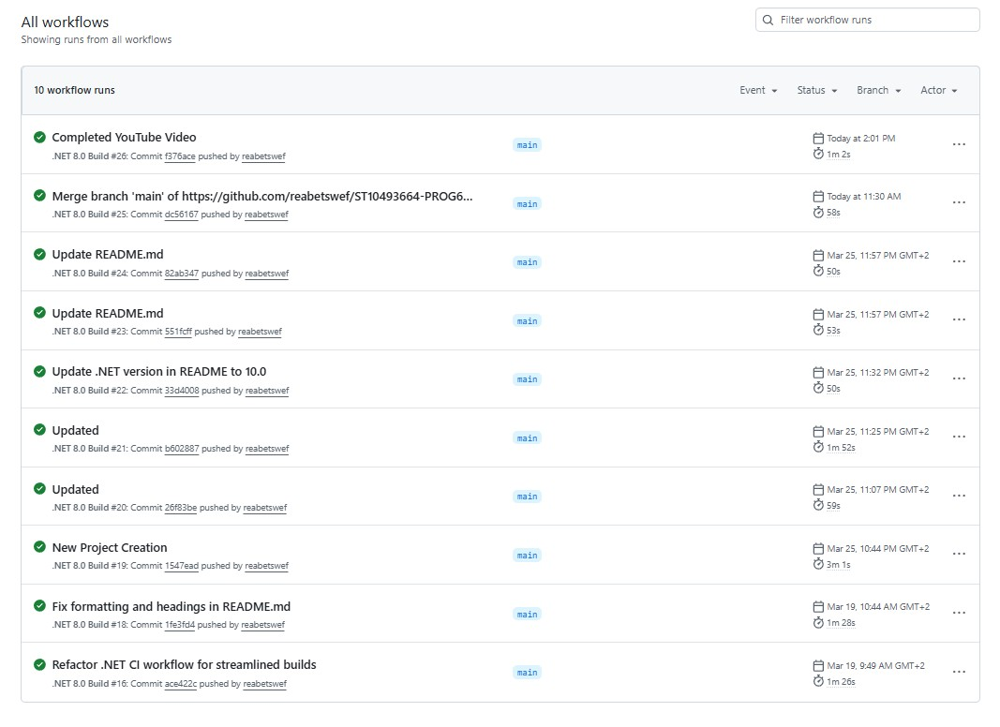 All workflows
Showing runs from all workflows
Filter workflow runs
10 workflow runs
Event Status Branch Actor
Completed YouTube Video
.NET 8.0 Build #26: Commit f376ace pushed by reabetswef
main
Today at 2:01 PM
1m 2s
Merge branch 'main' of https://github.com/reabetswef/ST10493664-PROG6...
.NET 8.0 Build #25: Commit dc56167 pushed by reabetswef
main
Today at 11:30 AM
58s
Update README.md
.NET 8.0 Build #24: Commit 82ab347 pushed by reabetswef
main
Mar 25, 11:57 PM GMT+2
50s
Update README.md
.NET 8.0 Build #23: Commit 551fcff pushed by reabetswef
main
Mar 25, 11:57 PM GMT+2
53s
Update .NET version in README to 10.0
.NET 8.0 Build #22: Commit 33d4008 pushed by reabetswef
main
Mar 25, 11:32 PM GMT+2
50s
Updated
.NET 8.0 Build #21: Commit b602887 pushed by reabetswef
main
Mar 25, 11:25 PM GMT+2
1m 52s
Updated
.NET 8.0 Build #20: Commit 26f83be pushed by reabetswef
main
Mar 25, 11:07 PM GMT+2
59s
New Project Creation
.NET 8.0 Build #19: Commit 1547ead pushed by reabetswef
main
Mar 25, 10:44 PM GMT+2
3m 1s
Fix formatting and headings in README.md
.NET 8.0 Build #18: Commit 1fe3fd4 pushed by reabetswef
main
Mar 19, 10:44 AM GMT+2
1m 28s
Refactor .NET CI workflow for streamlined builds
.NET 8.0 Build #16: Commit ace422c pushed by reabetswef
main
Mar 19, 9:49 AM GMT+2
1m 26s